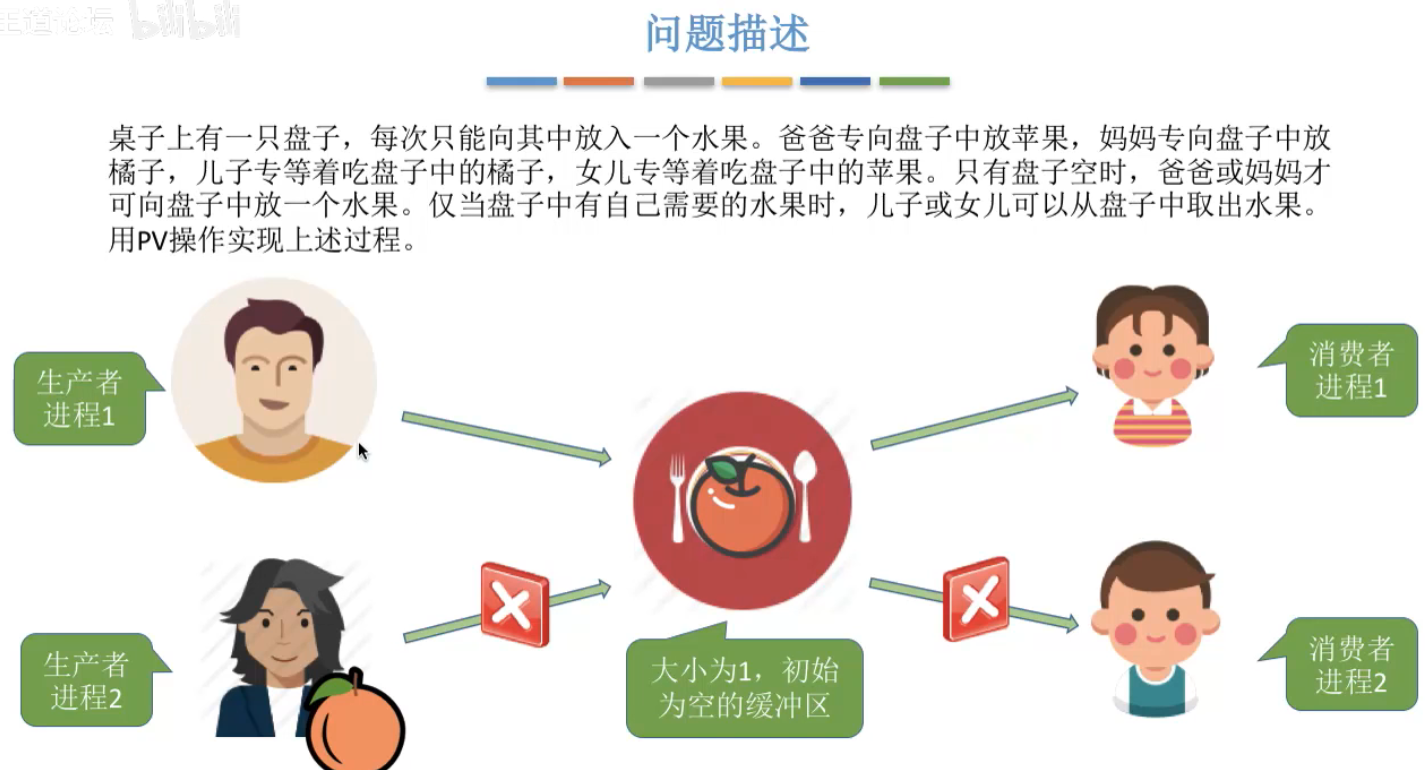 王道论坛 bilibili
问题描述
桌子上有一只盘子，每次只能向其中放入一个水果。爸爸专向盘子中放苹果，妈妈专向盘子中放
橘子，儿子专等着吃盘子中的橘子，女儿专等着吃盘子中的苹果。只有盘子空时，爸爸或妈妈才
可向盘子中放一个水果。仅当盘子中有自己需要的水果时，儿子或女儿可以从盘子中取出水果。
用PV操作实现上述过程。
生产者
进程1
消费者
进程1
生产者
进程2
大小为1，初始
为空的缓冲区
消费者
进程2